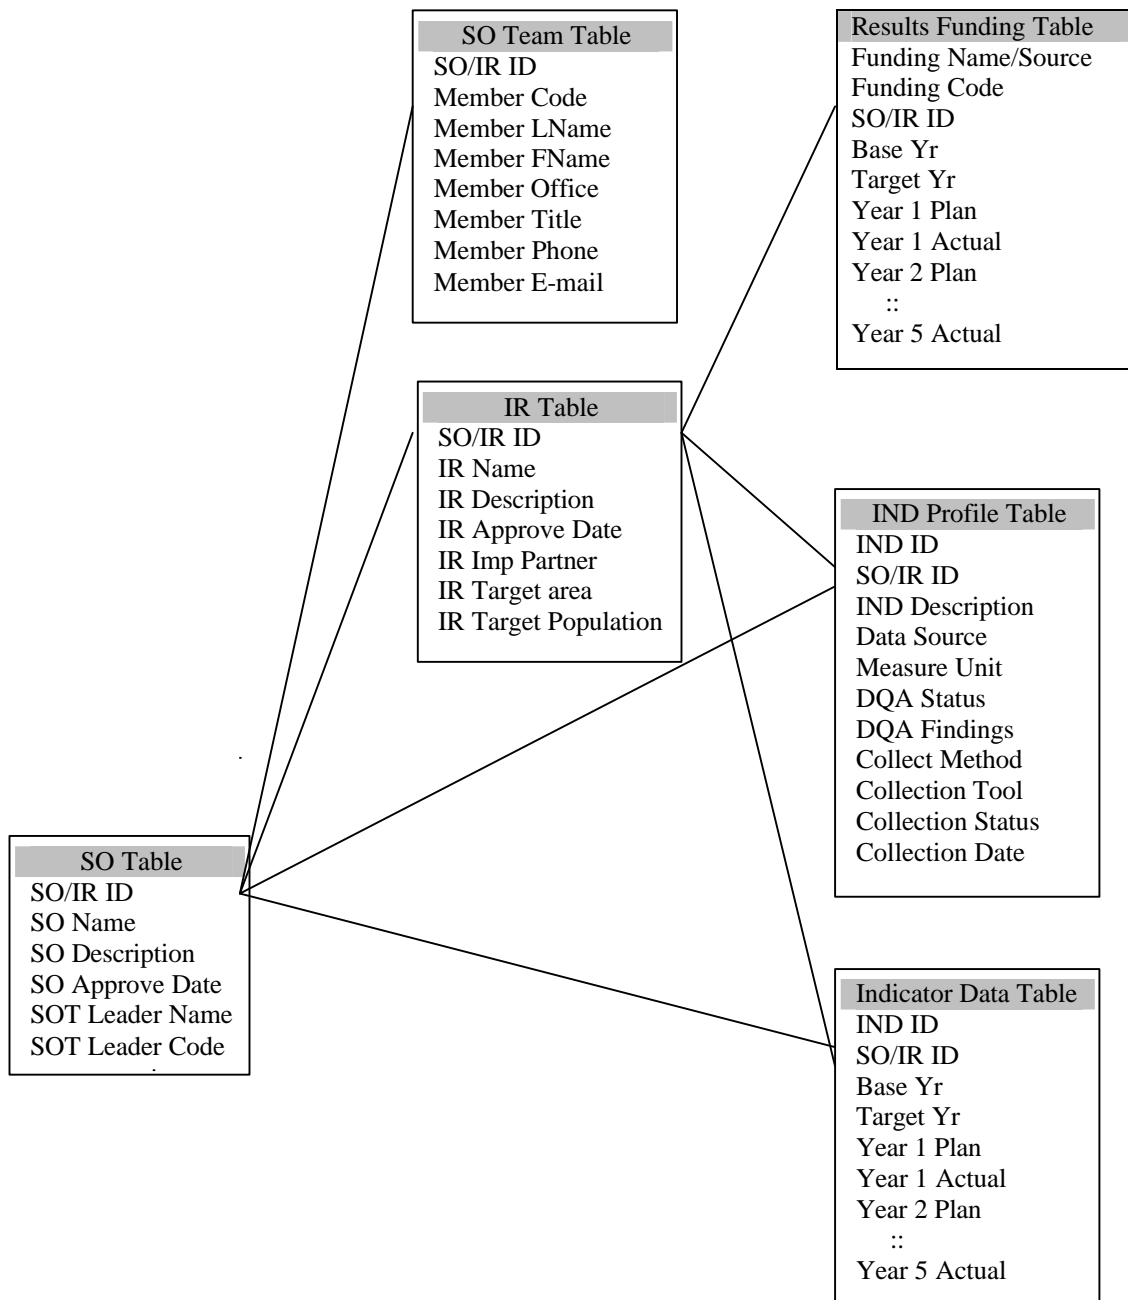 SO Team Table
SO/IR ID
Member Code
Member LName
Member FName
Member Office
Member Title
Member Phone
Member E-mail
Results Funding Table
Funding Name/Source
Funding Code
SO/IR ID
Base Yr
Target Yr
Year 1 Plan
Year 1 Actual
Year 2 Plan
::
Year 5 Actual
IR Table
SO/IR ID
IR Name
IR Description
IR Approve Date
IR Imp Partner
IR Target area
IR Target Population
IND Profile Table
IND ID
SO/IR ID
IND Description
Data Source
Measure Unit
DQA Status
DQA Findings
Collect Method
Collection Tool
Collection Status
Collection Date
SO Table
SO/IR ID
SO Name
SO Description
SO Approve Date
SOT Leader Name
SOT Leader Code
Indicator Data Table
IND ID
SO/IR ID
Base Yr
Target Yr
Year 1 Plan
Year 1 Actual
Year 2 Plan
::
Year 5 Actual